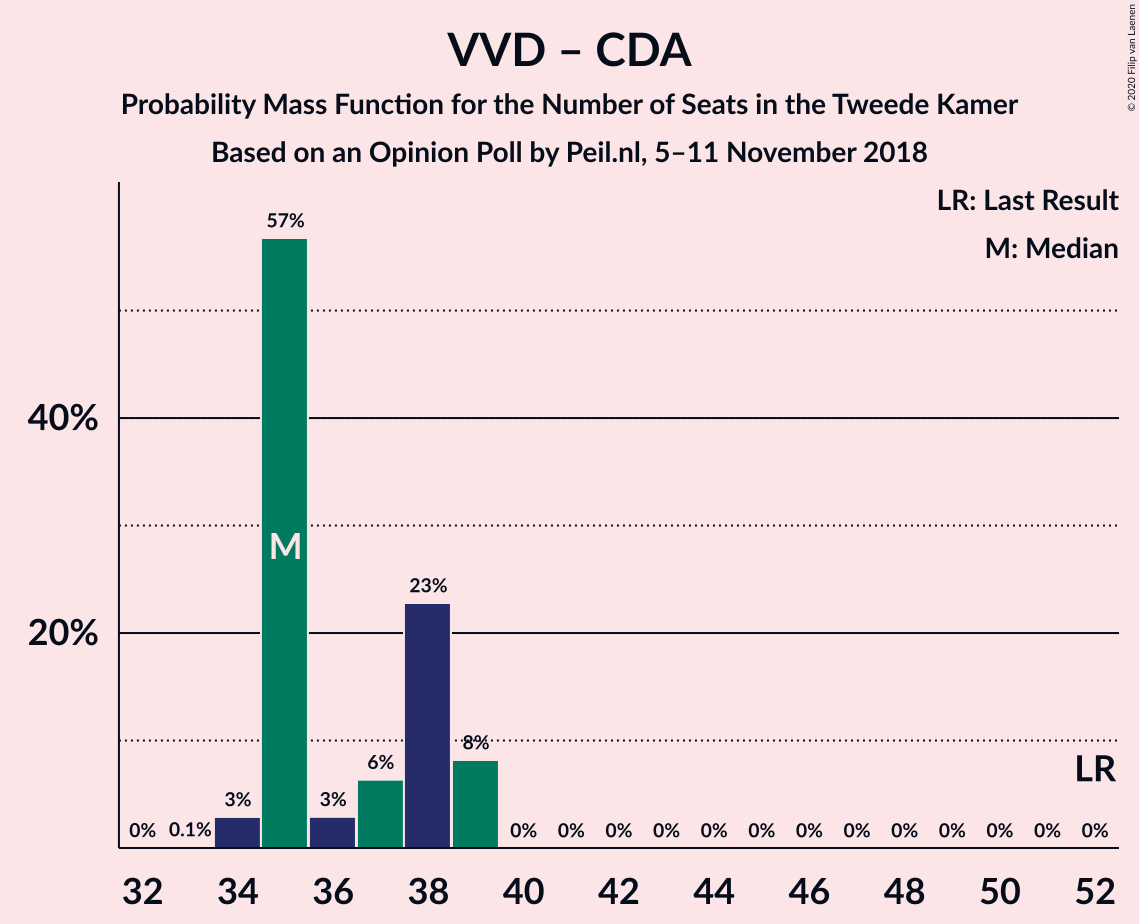 VVD – CDA
Probability Mass Function for the Number of Seats in the Tweede Kamer
Based on an Opinion Poll by Peil.nl, 5–11 November 2018
© 2020 Filip van Laenen
LR: Last Result
M: Median
57%
40%
M
23%
20%
8%
6%
LR
3%
3%
0% 0.1% 0% 0% 0% 0% 0% 0% 0% 0% 0% 0% 0% 0% 0%
32 34 36 38 40 42 44 46 48 50 52